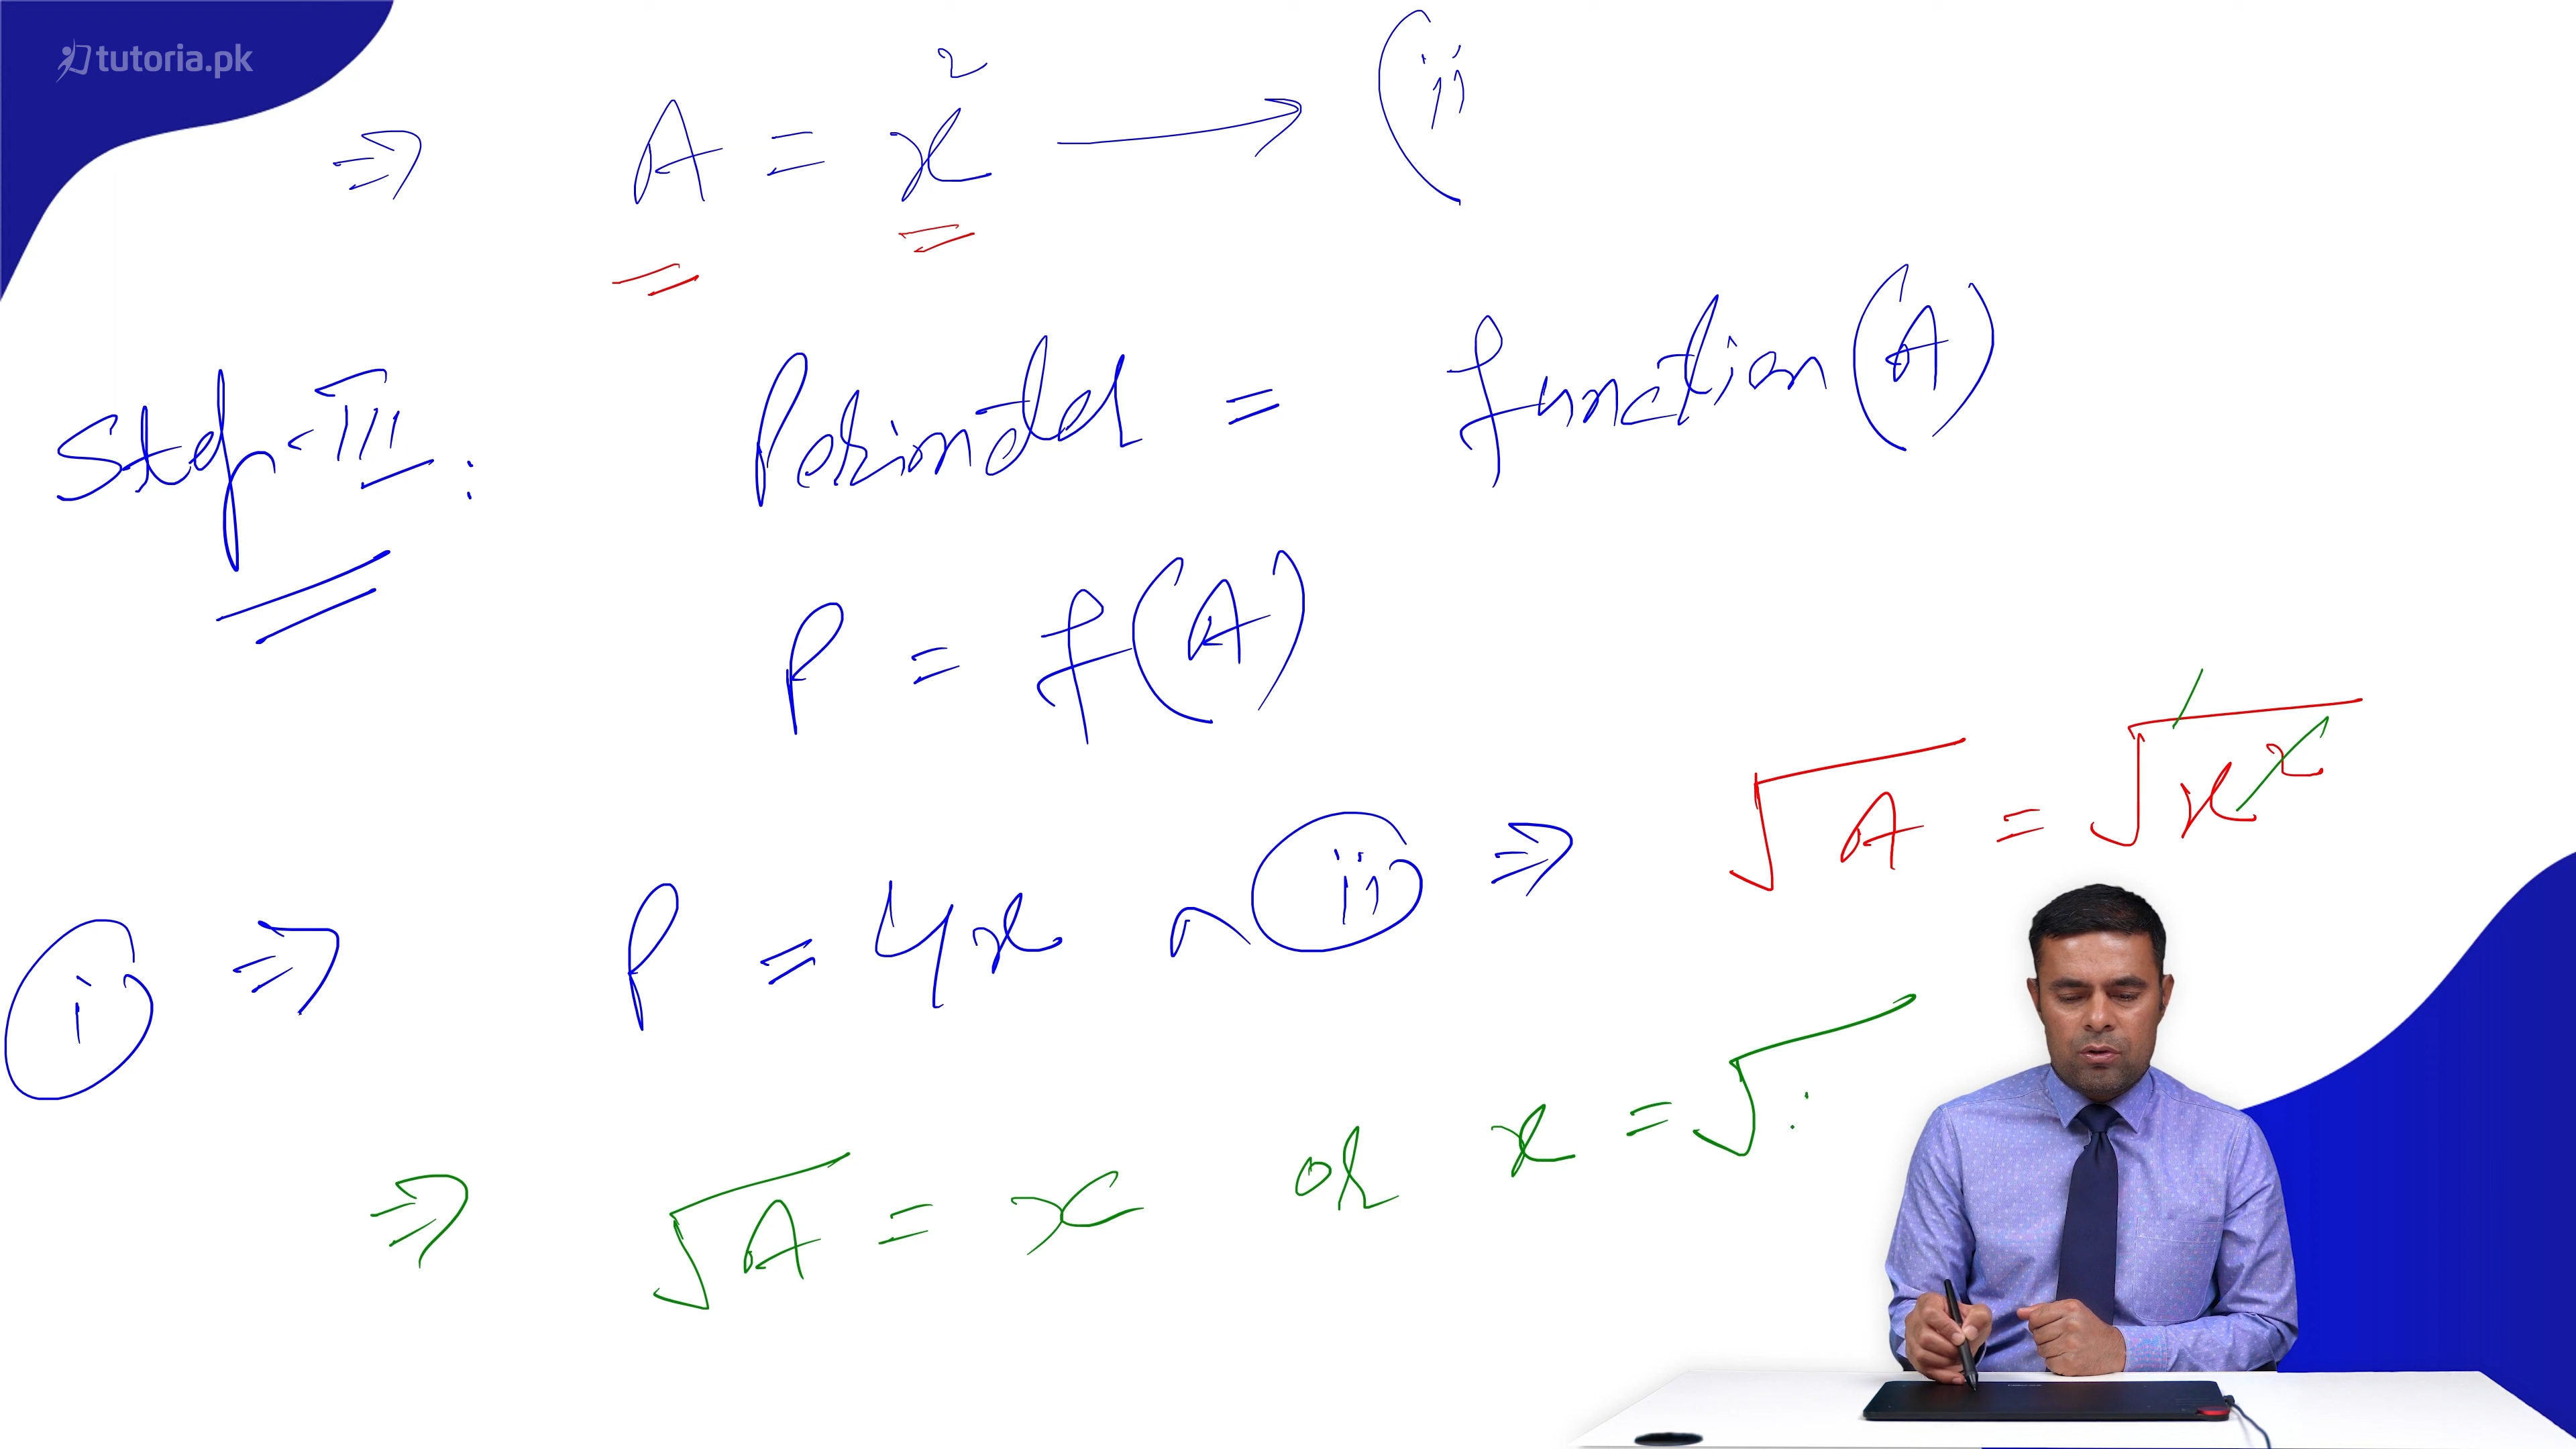 tutoria.pk
⇒ A = x² → (ii
Step-III: Perimeter = function(A)
P = f(A)
(i) ⇒ P = 4x ∴ (ii) ⇒ √A = √x²
⇒ √A = x or x = √